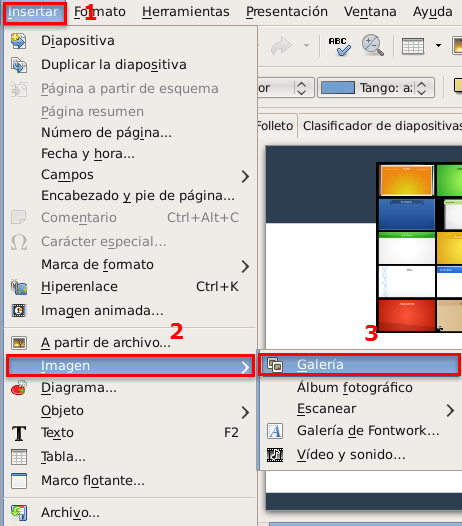 Insertar 1 Formato Herramientas Presentación Ventana Ayuda
Diapositiva
Duplicar la diapositiva
Página a partir de esquema
Página resumen
Número de página...
Fecha y hora...
Campos
Encabezado y pie de página...
Comentario Ctrl+Alt+C
Carácter especial...
Marca de formato
Hiperenlace Ctrl+K
Imagen animada...
2
A partir de archivo...
Imagen
Diagrama...
Objeto
Texto F2
Tabla...
Marco flotante...
Archivo...
ABC
or Tango: a:
Folleto Clasificador de diapositivas
3
Galería
Álbum fotográfico
Escanear
Galería de Fontwork...
Vídeo y sonido...